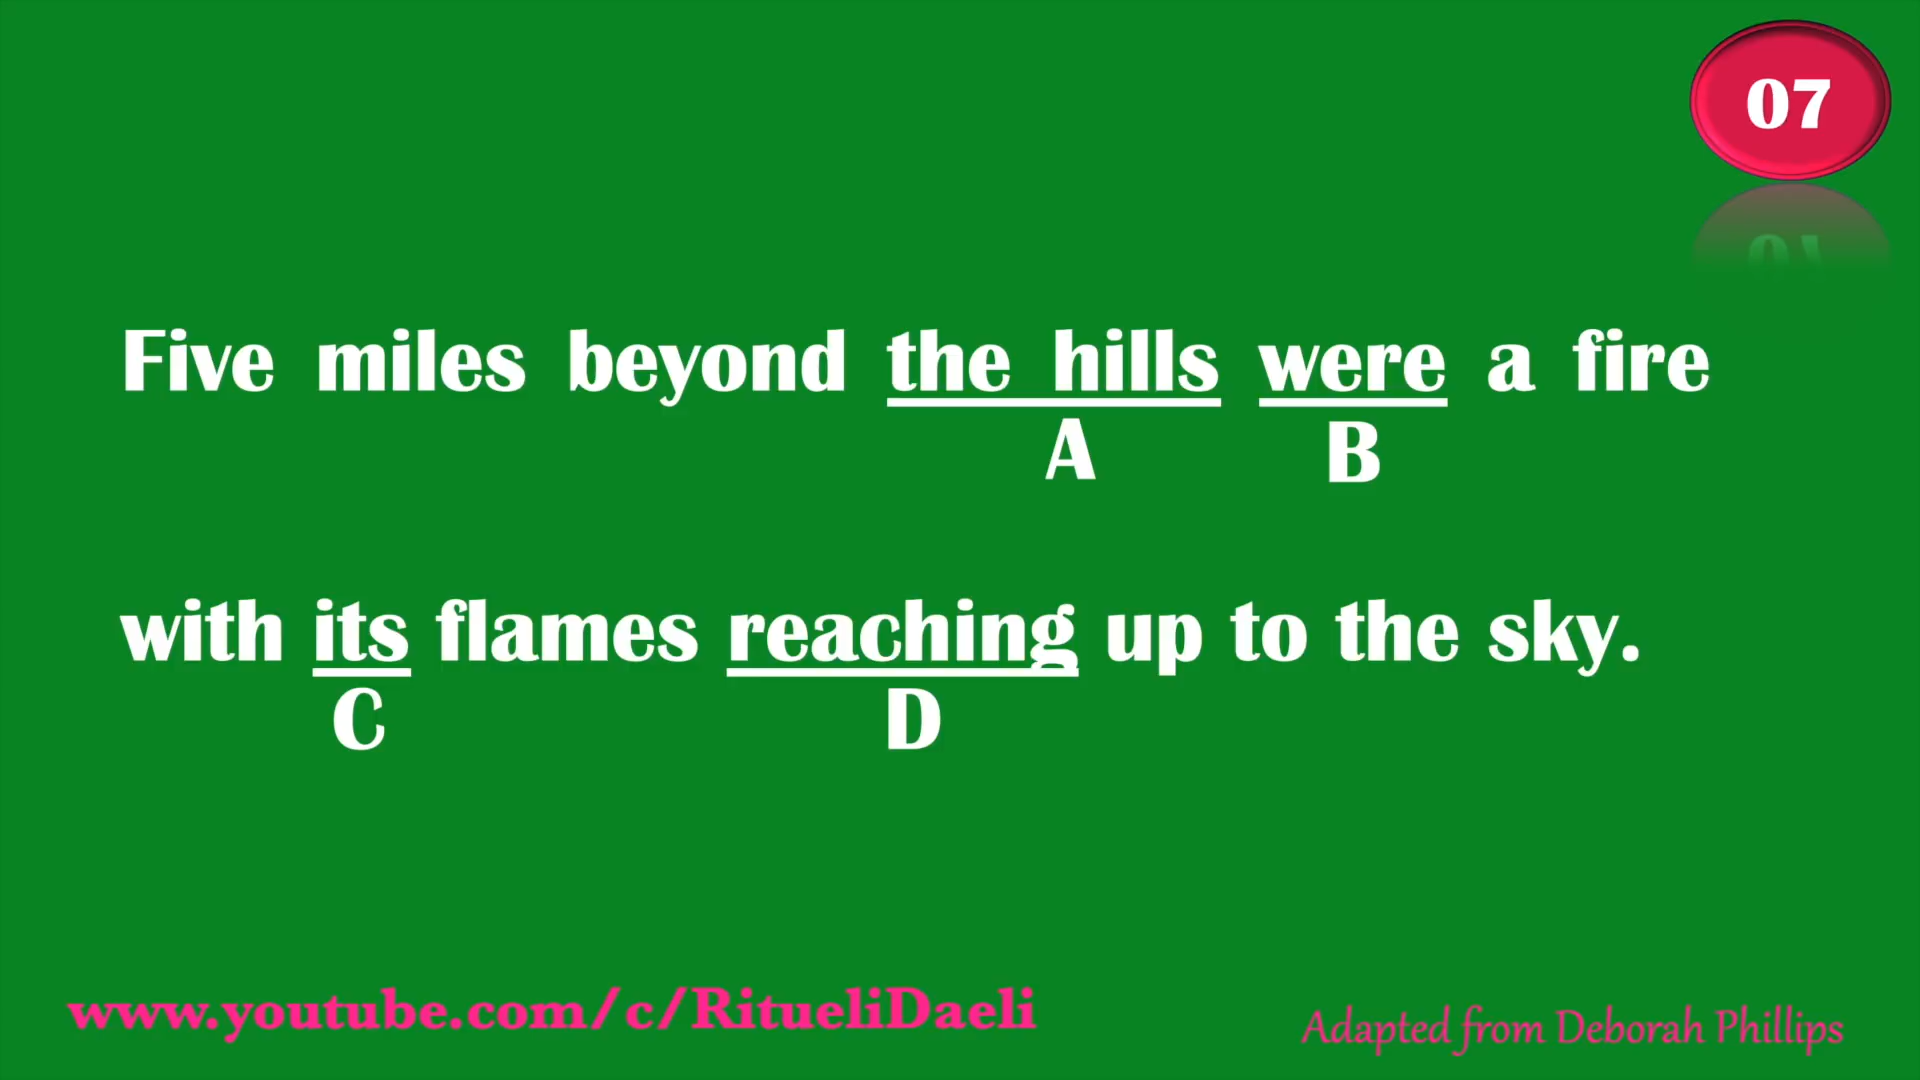 07
Five miles beyond the hills were a fire
A B
with its flames reaching up to the sky.
C D
www.youtube.com/c/RitueliDaeli
Adapted from Deborah Phillips